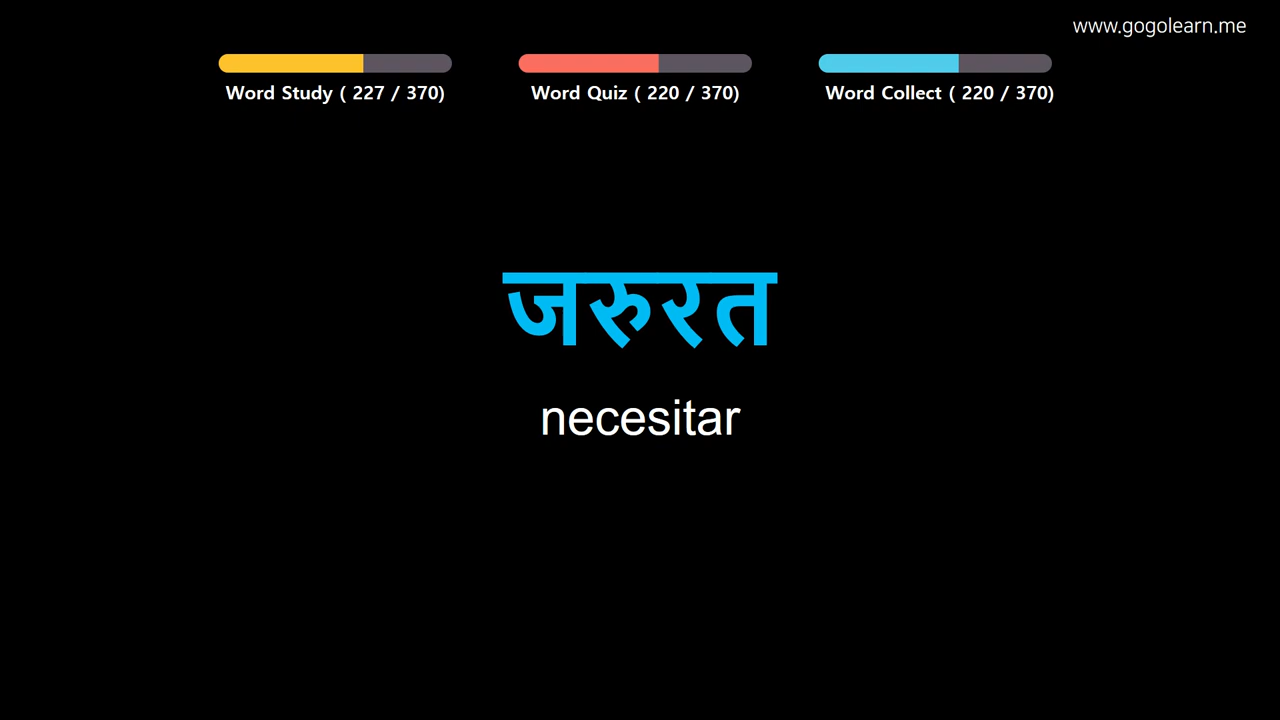 www.gogolearn.me
Word Study ( 227 / 370)
Word Quiz ( 220 / 370)
Word Collect ( 220 / 370)
जरुरत
necesitar